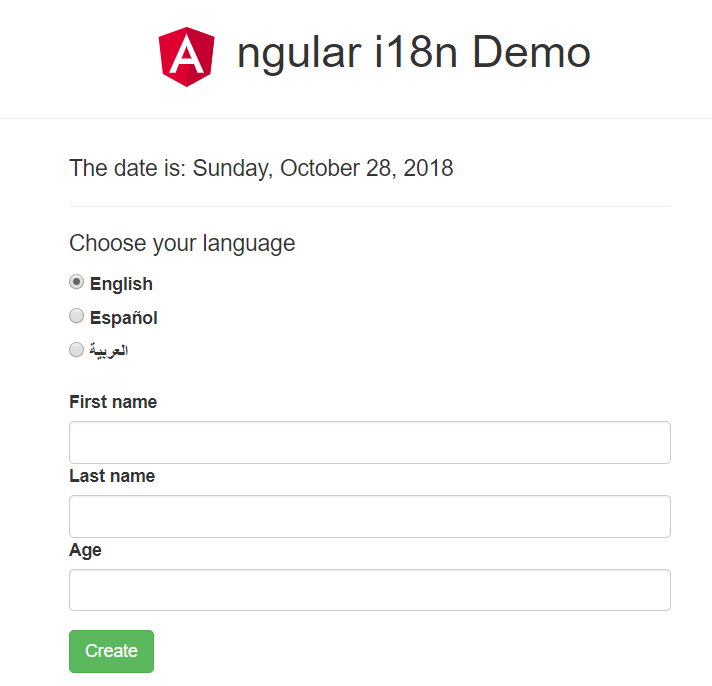 A ngular i18n Demo
The date is: Sunday, October 28, 2018
Choose your language
English
Español
العربية
First name
Last name
Age
Create